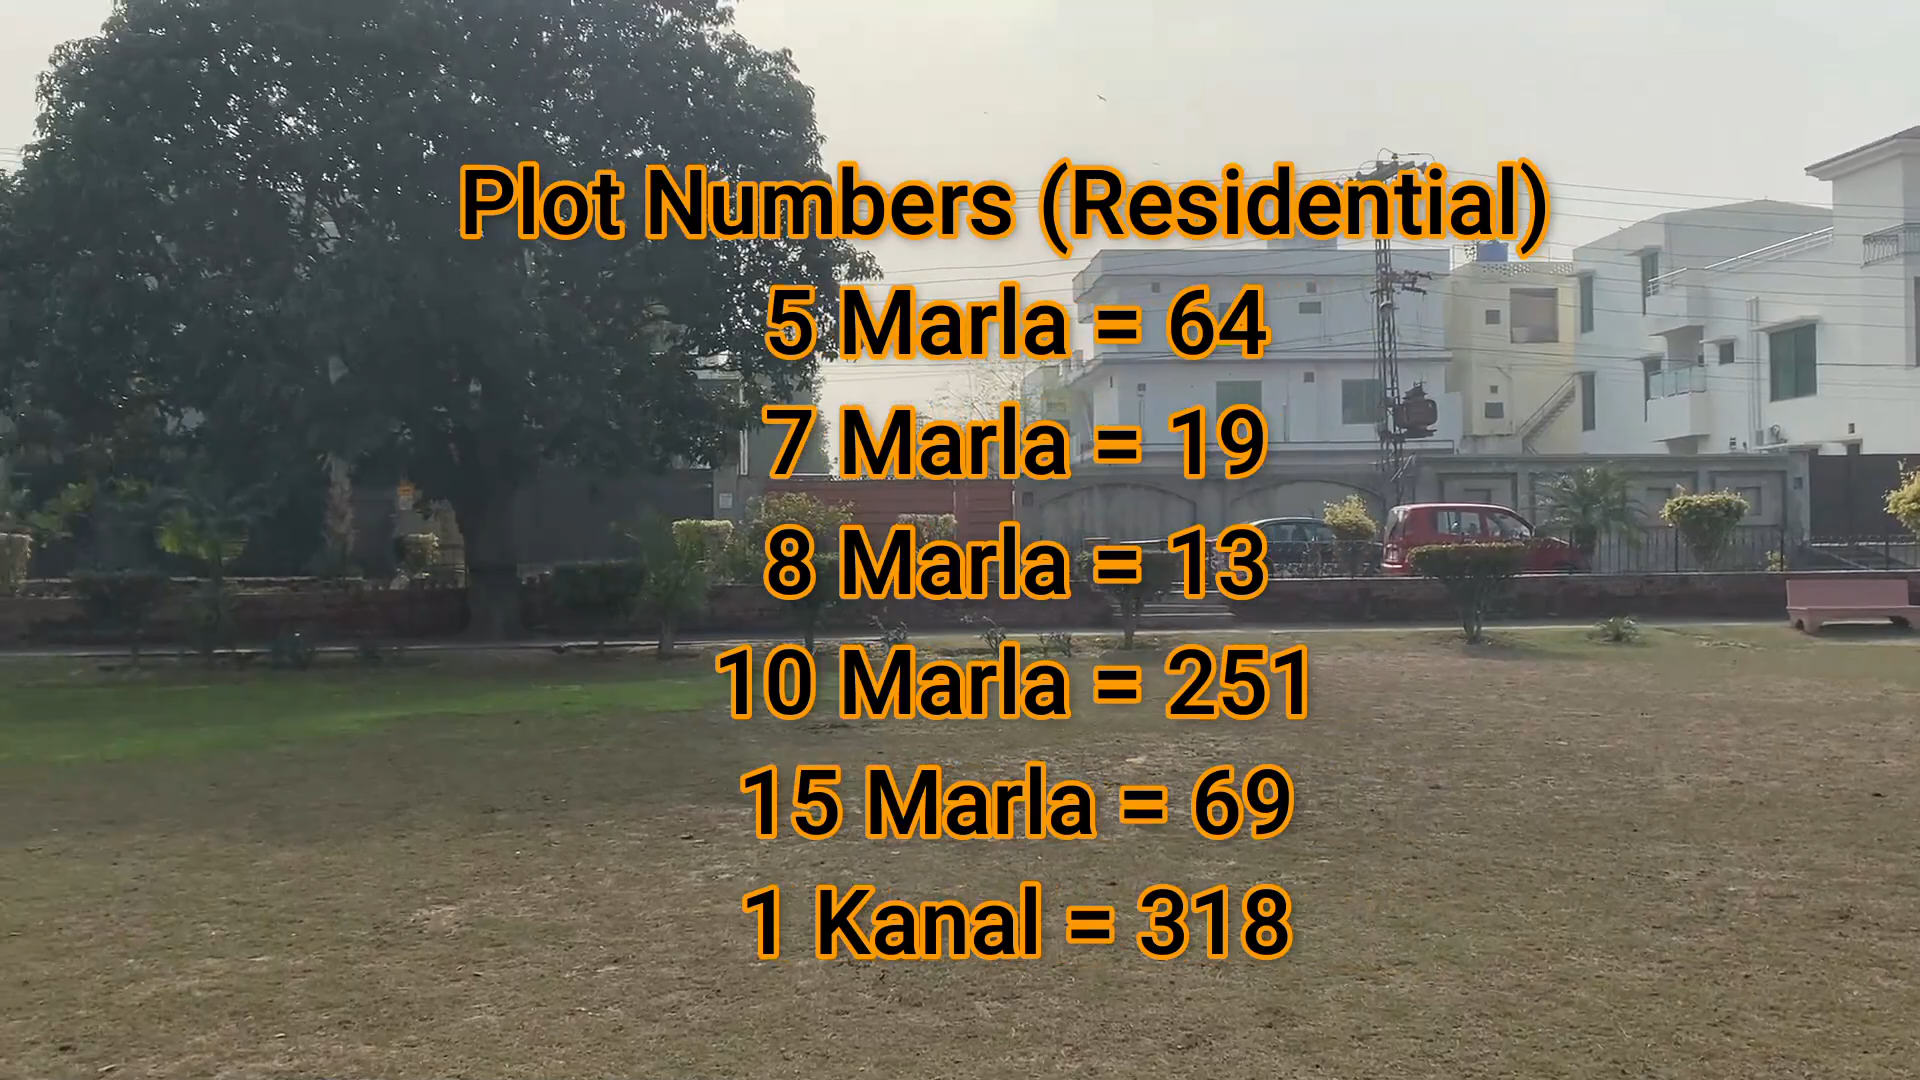 Plot Numbers (Residential)
5 Marla = 64
7 Marla = 19
8 Marla = 13
10 Marla = 251
15 Marla = 69
1 Kanal = 318